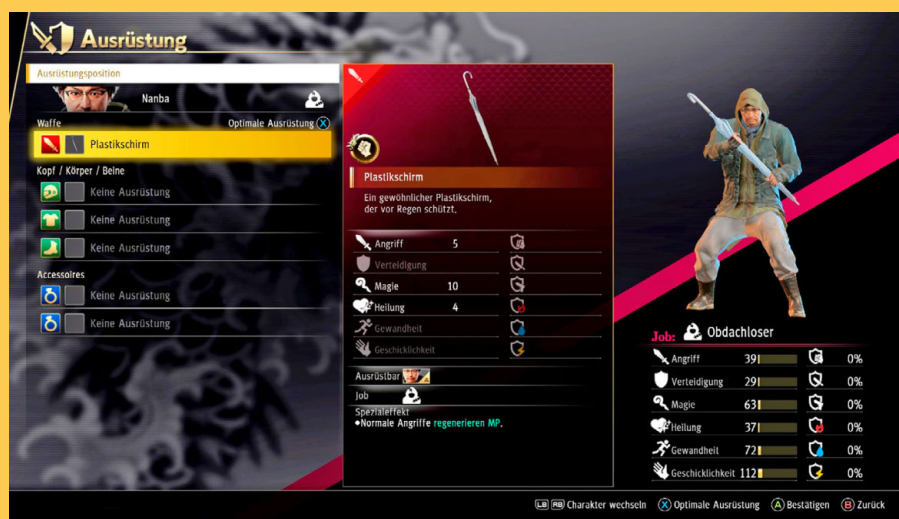 Ausrüstung
Ausrüstungsposition
Nanba
Waffe Optimale Ausrüstung X
Plastikschirm
Kopf / Körper / Beine
Keine Ausrüstung
Keine Ausrüstung
Keine Ausrüstung
Accessoires
Keine Ausrüstung
Keine Ausrüstung
Plastikschirm
Ein gewöhnlicher Plastikschirm,
der vor Regen schützt.
Angriff 5
Verteidigung
Magie 10
Heilung 4
Gewandheit
Geschicklichkeit
Ausrüstbar
Job
Spezialeffekt
●Normale Angriffe regenerieren MP.
Job: Obdachloser
Angriff 39 0%
Verteidigung 29 0%
Magie 63 0%
Heilung 37 0%
Gewandheit 72 0%
Geschicklichkeit 112 0%
LB RB Charakter wechseln X Optimale Ausrüstung A Bestätigen B Zurück